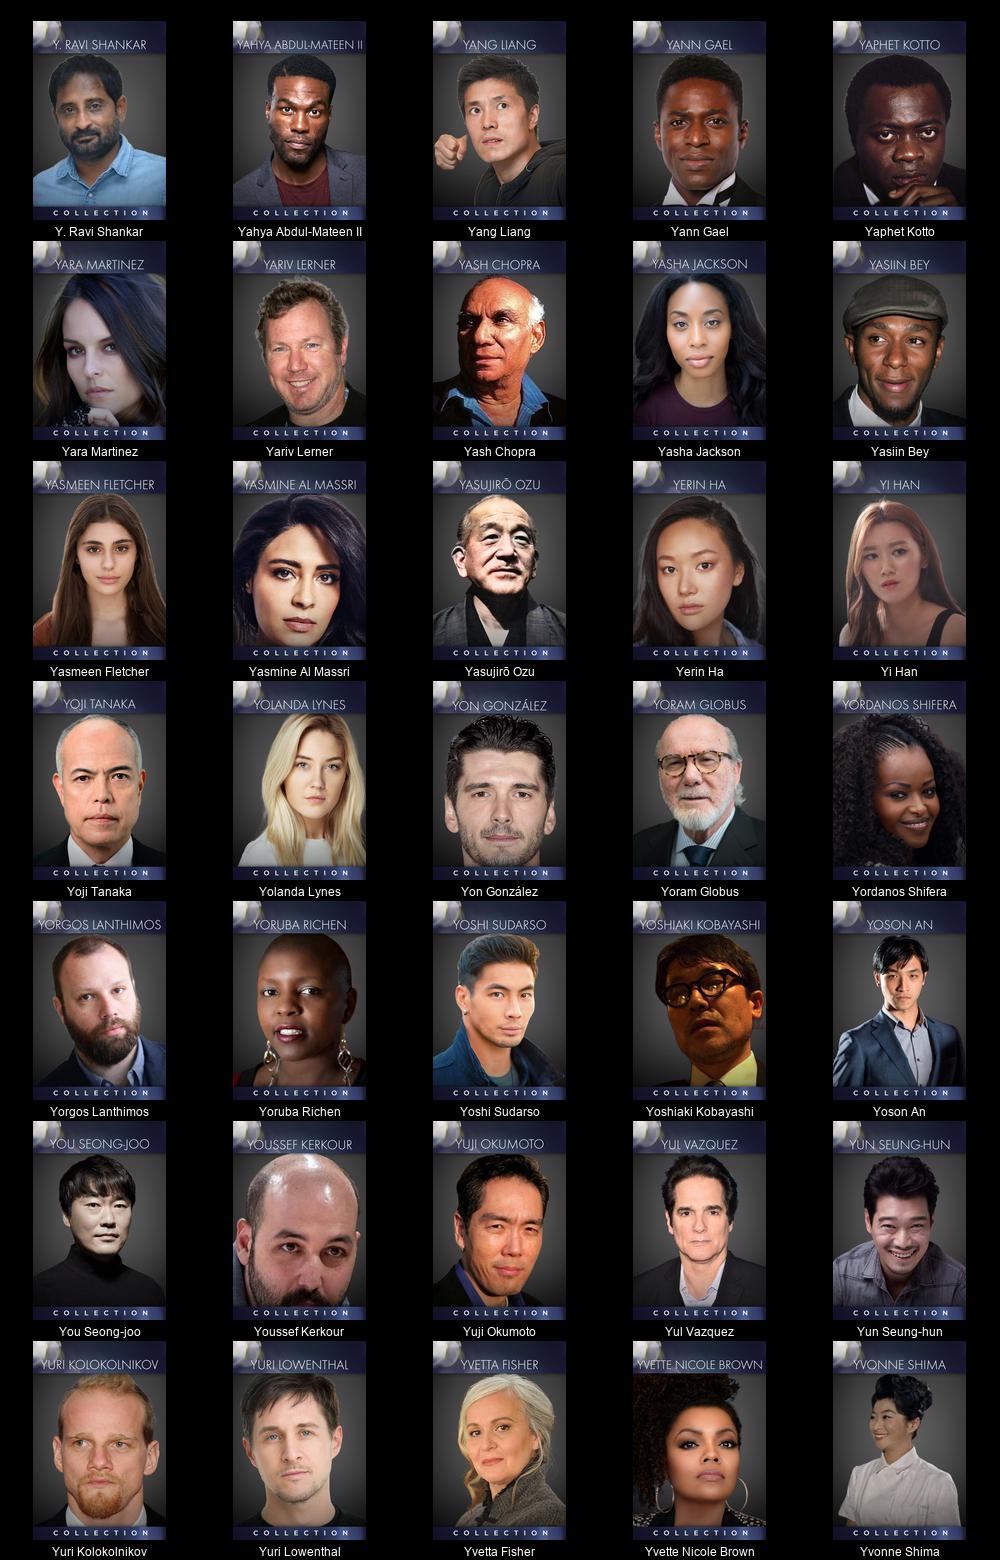 Y. RAVI SHANKAR
YAHYA ABDUL-MATEEN II
YANG LIANG
YANN GAEL
YAPHET KOTTO
COLLECTION
COLLECTION
COLLECTION
COLLECTION
COLLECTION
Y. Ravi Shankar
Yahya Abdul-Mateen II
Yang Liang
Yann Gael
Yaphet Kotto
YARA MARTINEZ
YARIV LERNER
YASH CHOPRA
YASHA JACKSON
YASIIN BEY
COLLECTION
COLLECTION
COLLECTION
COLLECTION
COLLECTION
Yara Martinez
Yariv Lerner
Yash Chopra
Yasha Jackson
Yasiin Bey
YASMEEN FLETCHER
YASMINE AL MASSRI
YASUJIRŌ OZU
YERIN HA
YI HAN
COLLECTION
COLLECTION
COLLECTION
COLLECTION
COLLECTION
Yasmeen Fletcher
Yasmine Al Massri
Yasujirō Ozu
Yerin Ha
Yi Han
YOJI TANAKA
YOLANDA LYNES
YON GONZÁLEZ
YORAM GLOBUS
YORDANOS SHIFERA
COLLECTION
COLLECTION
COLLECTION
COLLECTION
COLLECTION
Yoji Tanaka
Yolanda Lynes
Yon González
Yoram Globus
Yordanos Shifera
YORGOS LANTHIMOS
YORUBA RICHEN
YOSHI SUDARSO
YOSHIAKI KOBAYASHI
YOSON AN
COLLECTION
COLLECTION
COLLECTION
COLLECTION
COLLECTION
Yorgos Lanthimos
Yoruba Richen
Yoshi Sudarso
Yoshiaki Kobayashi
Yoson An
YOU SEONG-JOO
YOUSSEF KERKOUR
YUJI OKUMOTO
YUL VAZQUEZ
YUN SEUNG-HUN
COLLECTION
COLLECTION
COLLECTION
COLLECTION
COLLECTION
You Seong-joo
Youssef Kerkour
Yuji Okumoto
Yul Vazquez
Yun Seung-hun
YURI KOLOKOLNIKOV
YURI LOWENTHAL
YVETTA FISHER
YVETTE NICOLE BROWN
YVONNE SHIMA
COLLECTION
COLLECTION
COLLECTION
COLLECTION
COLLECTION
Yuri Kolokolnikov
Yuri Lowenthal
Yvetta Fisher
Yvette Nicole Brown
Yvonne Shima